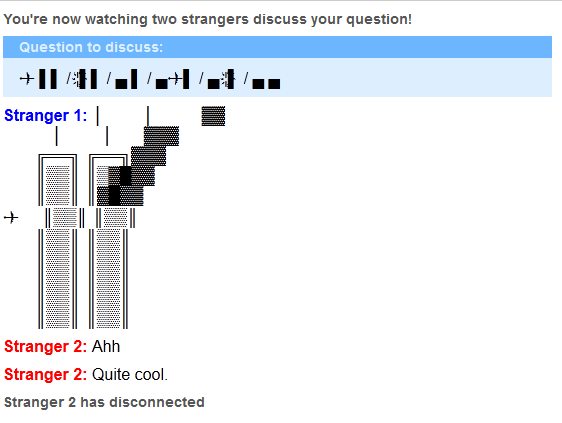 You're now watching two strangers discuss your question!
Question to discuss:
Stranger 1:
Stranger 2: Ahh
Stranger 2: Quite cool.
Stranger 2 has disconnected